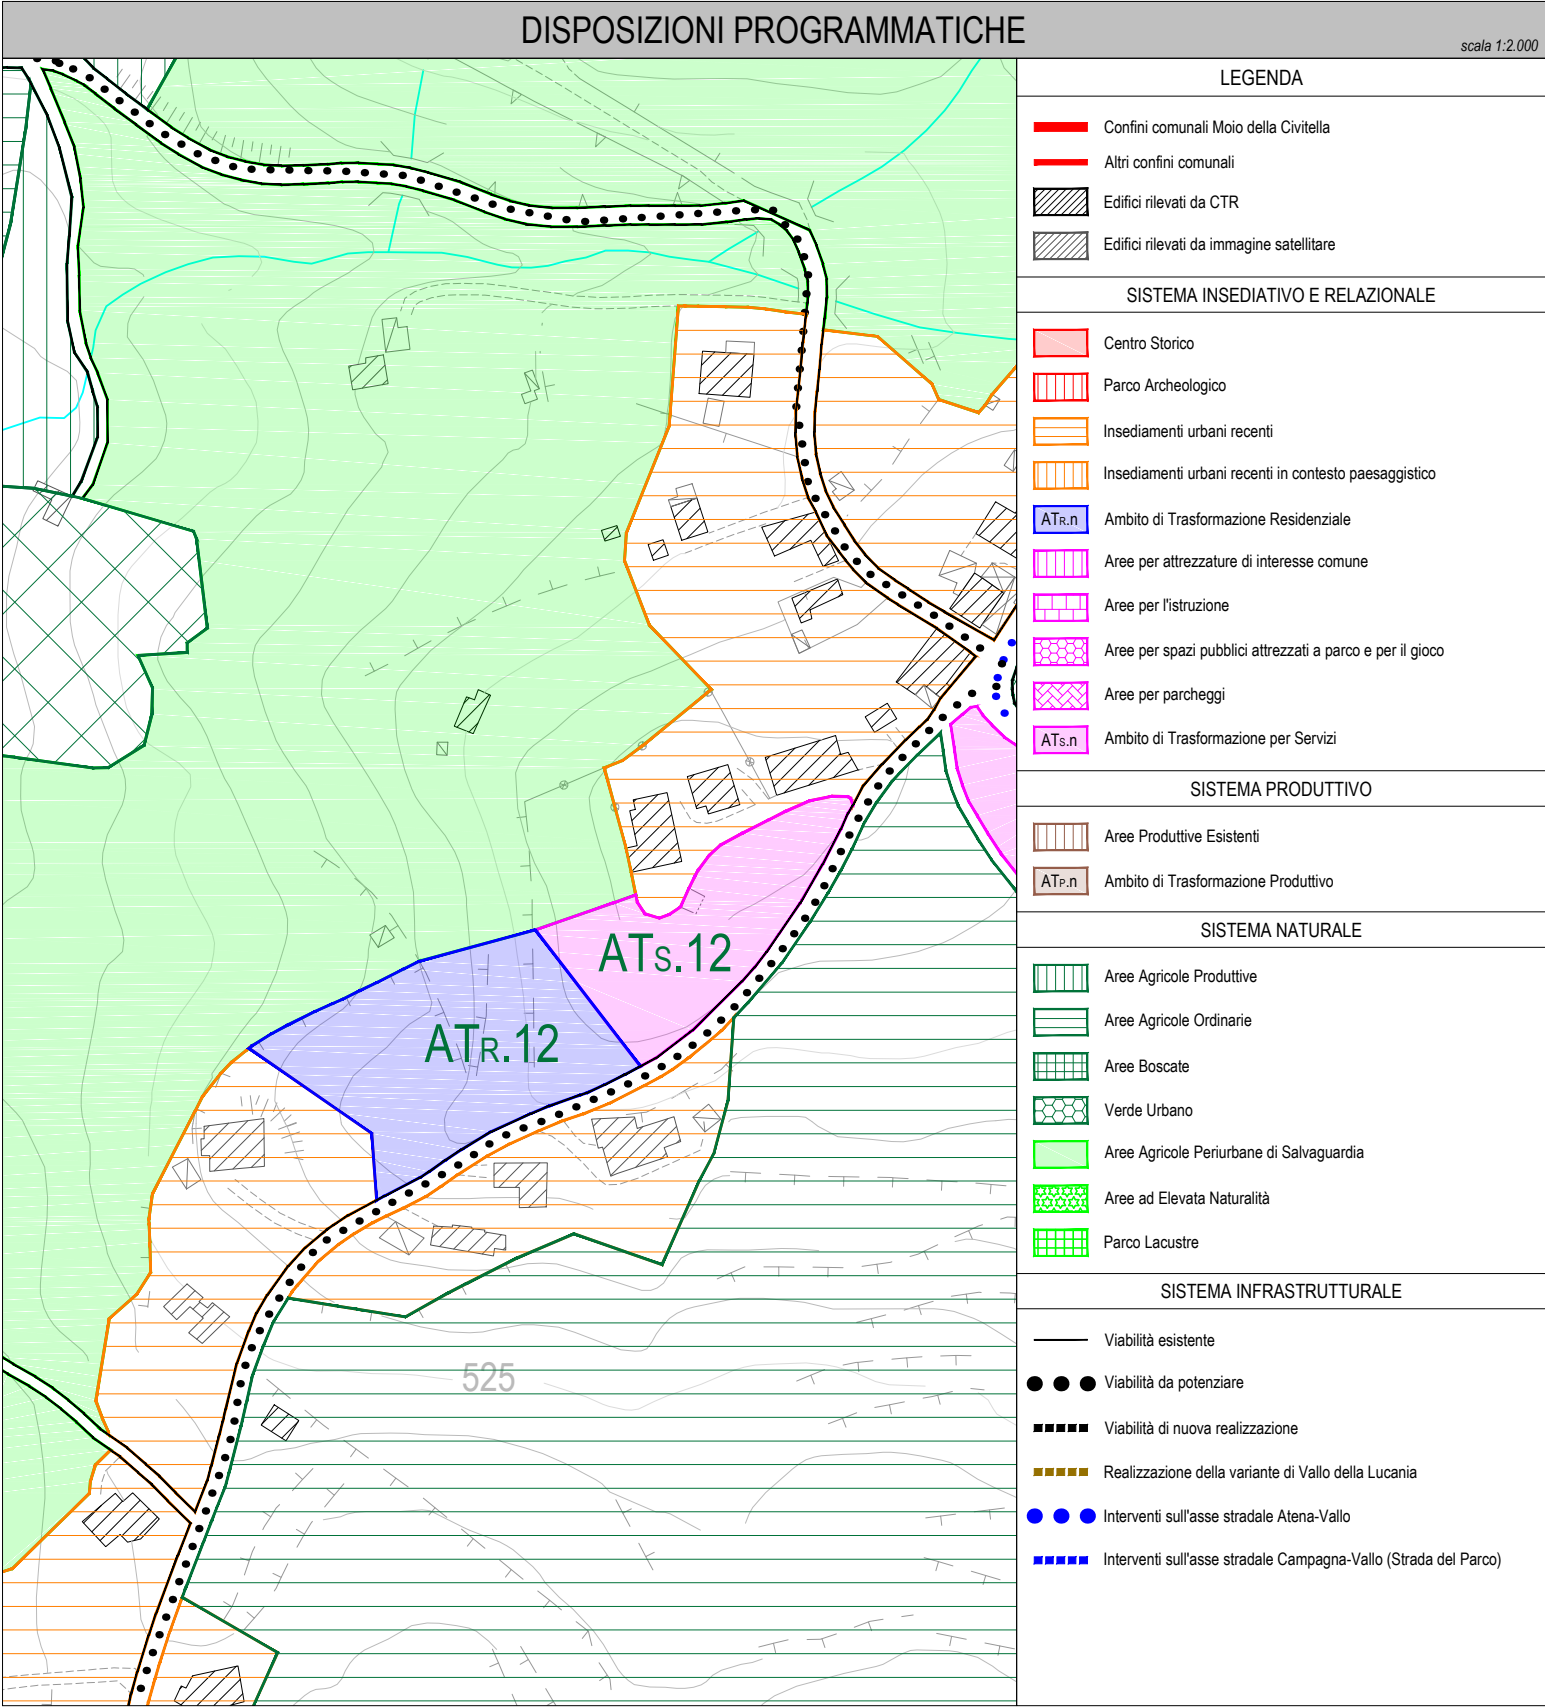 DISPOSIZIONI PROGRAMMATICHE
scala 1:2.000
LEGENDA
Confini comunali Moio della Civitella
Altri confini comunali
Edifici rilevati da CTR
Edifici rilevati da immagine satellitare
SISTEMA INSEDIATIVO E RELAZIONALE
Centro Storico
Parco Archeologico
Insediamenti urbani recenti
Insediamenti urbani recenti in contesto paesaggistico
ATR.n Ambito di Trasformazione Residenziale
Aree per attrezzature di interesse comune
Aree per l'istruzione
Aree per spazi pubblici attrezzati a parco e per il gioco
Aree per parcheggi
ATs.n Ambito di Trasformazione per Servizi
SISTEMA PRODUTTIVO
Aree Produttive Esistenti
ATP.n Ambito di Trasformazione Produttivo
SISTEMA NATURALE
Aree Agricole Produttive
Aree Agricole Ordinarie
Aree Boscate
Verde Urbano
Aree Agricole Periurbane di Salvaguardia
Aree ad Elevata Naturalità
Parco Lacustre
SISTEMA INFRASTRUTTURALE
Viabilità esistente
Viabilità da potenziare
Viabilità di nuova realizzazione
Realizzazione della variante di Vallo della Lucania
Interventi sull'asse stradale Atena-Vallo
Interventi sull'asse stradale Campagna-Vallo (Strada del Parco)
ATS.12
ATR.12
525